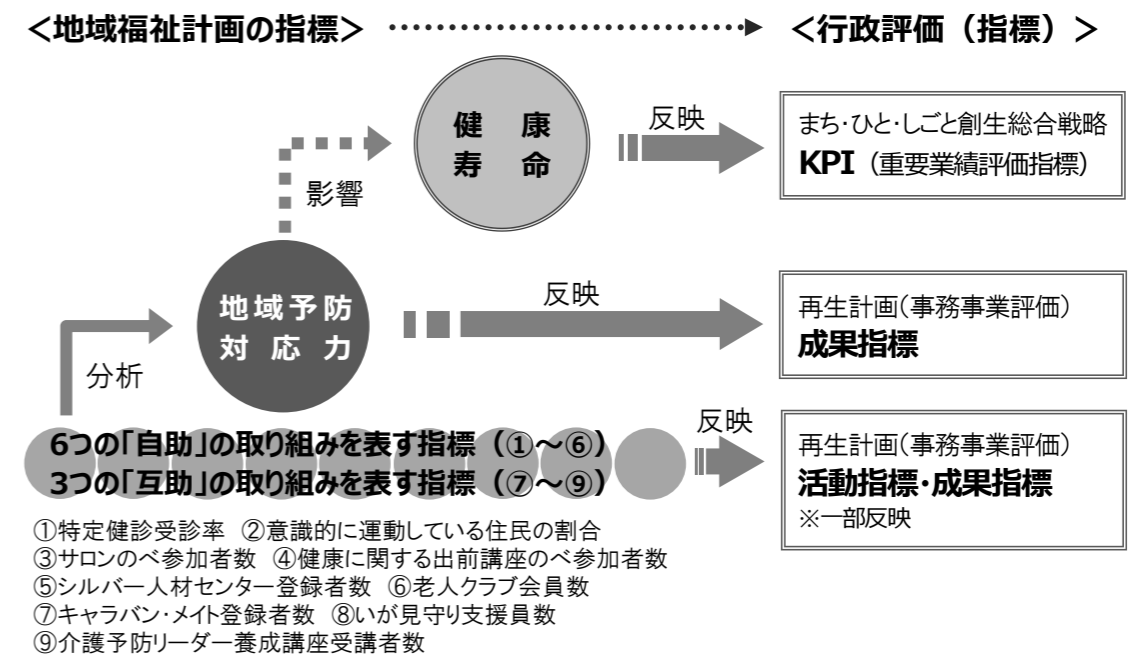 <地域福祉計画の指標>
<行政評価（指標）>
健 康
寿 命
反映
まち・ひと・しごと創生総合戦略
KPI（重要業績評価指標）
影響
地域予防
対 応 力
反映
再生計画(事務事業評価)
成果指標
分析
6つの「自助」の取り組みを表す指標（①～⑥）
3つの「互助」の取り組みを表す指標（⑦～⑨）
反映
再生計画(事務事業評価)
活動指標・成果指標
※一部反映
①特定健診受診率 ②意識的に運動している住民の割合
③サロンのべ参加者数 ④健康に関する出前講座のべ参加者数
⑤シルバー人材センター登録者数 ⑥老人クラブ会員数
⑦キャラバン・メイト登録者数 ⑧いが見守り支援員数
⑨介護予防リーダー養成講座受講者数